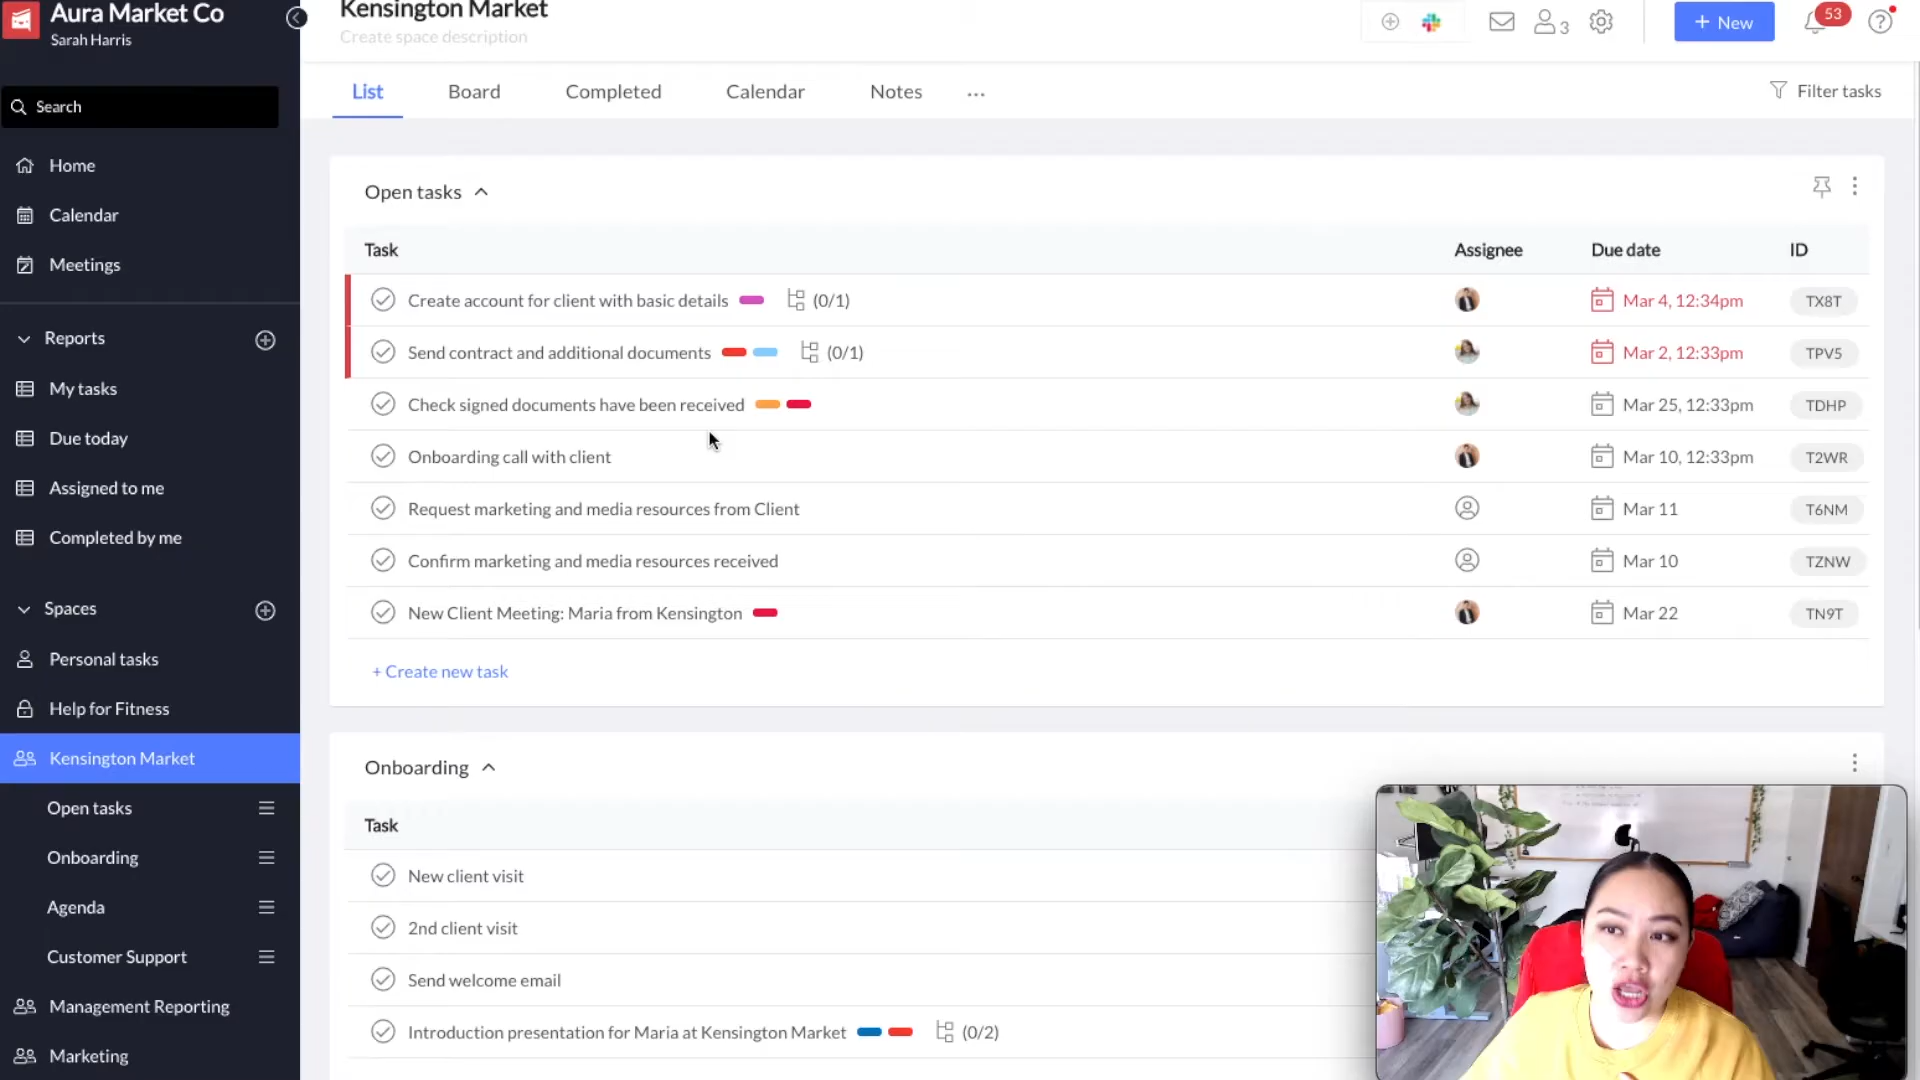 Aura Market Co
Sarah Harris
Search
Home
Calendar
Meetings
Reports
My tasks
Due today
Assigned to me
Completed by me
Spaces
Personal tasks
Help for Fitness
Kensington Market
Open tasks
Onboarding
Agenda
Customer Support
Management Reporting
Marketing
Kensington Market
Create space description
3
+ New
53
List Board Completed Calendar Notes ...
Filter tasks
Open tasks
Task Assignee Due date ID
Create account for client with basic details (0/1) Mar 4, 12:34pm TX8T
Send contract and additional documents (0/1) Mar 2, 12:33pm TPV5
Check signed documents have been received Mar 25, 12:33pm TDHP
Onboarding call with client Mar 10, 12:33pm T2WR
Request marketing and media resources from Client Mar 11 T6NM
Confirm marketing and media resources received Mar 10 TZNW
New Client Meeting: Maria from Kensington Mar 22 TN9T
+ Create new task
Onboarding
Task
New client visit
2nd client visit
Send welcome email
Introduction presentation for Maria at Kensington Market (0/2)